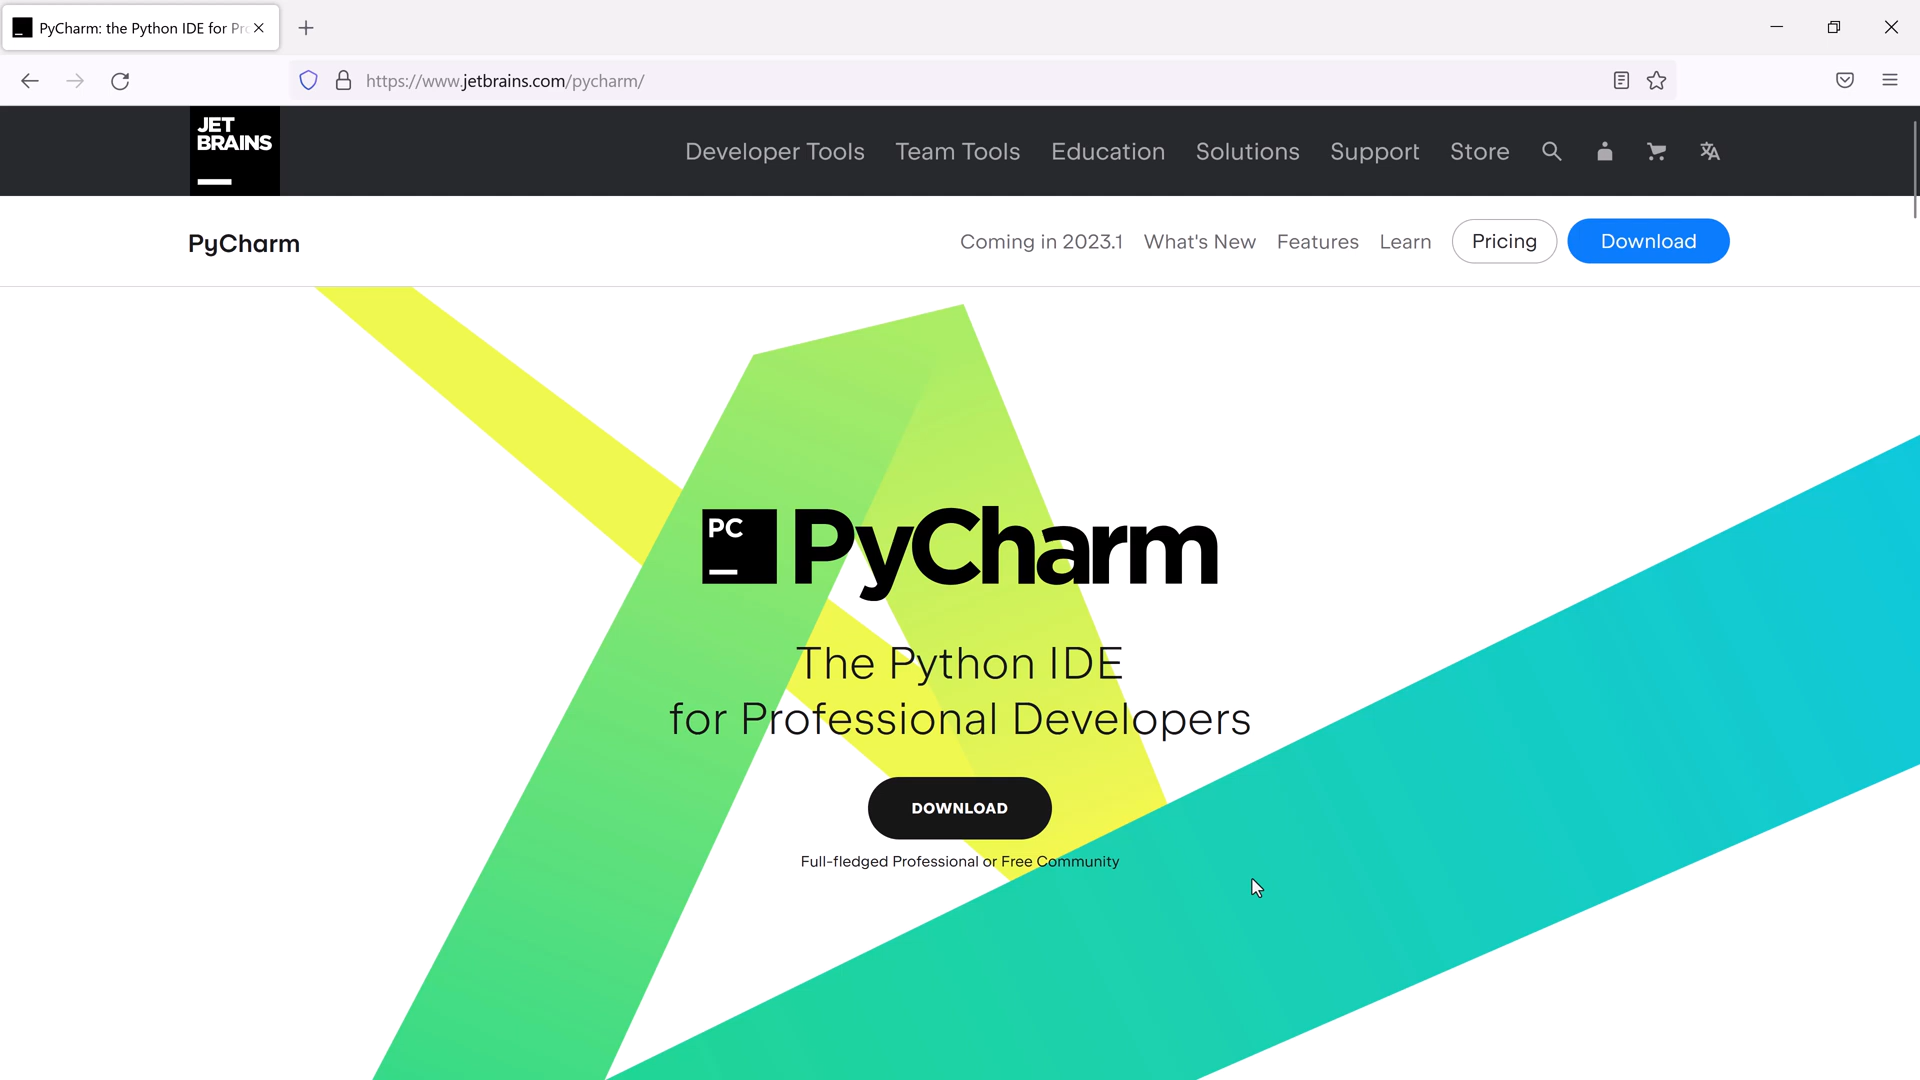 PyCharm: the Python IDE for Pro
https://www.jetbrains.com/pycharm/
JET
BRAINS
Developer Tools Team Tools Education Solutions Support Store
PyCharm
Coming in 2023.1 What's New Features Learn Pricing Download
PC PyCharm
The Python IDE
for Professional Developers
DOWNLOAD
Full-fledged Professional or Free Community